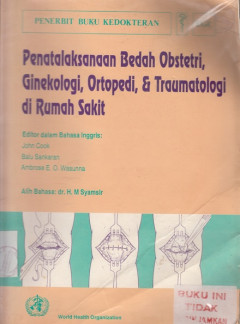 PENERBIT BUKU KEDOKTERAN
Penatalaksanaan Bedah Obstetri,
Ginekologi, Ortopedi, & Traumatologi
di Rumah Sakit
Editor dalam Bahasa Inggris:
John Cook
Balu Sankaran
Ambrose E. O. Wasunna
Alih Bahasa: dr. H. M Syamsir
World Health Organization
BUKU INI
TIDAK